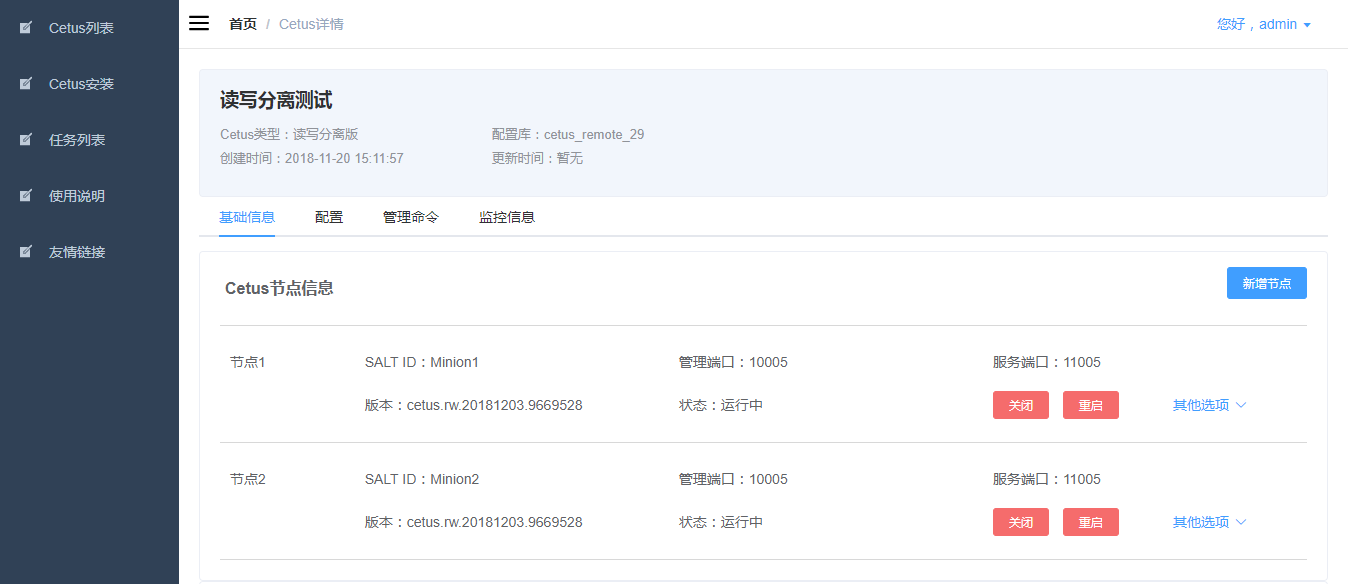 Cetus列表
Cetus安装
任务列表
使用说明
友情链接
首页 / Cetus详情
您好，admin
读写分离测试
Cetus类型：读写分离版 配置库：cetus_remote_29
创建时间：2018-11-20 15:11:57 更新时间：暂无
基础信息 配置 管理命令 监控信息
Cetus节点信息 新增节点
节点1 SALT ID：Minion1 管理端口：10005 服务端口：11005
版本：cetus.rw.20181203.9669528 状态：运行中 关闭 重启 其他选项
节点2 SALT ID：Minion2 管理端口：10005 服务端口：11005
版本：cetus.rw.20181203.9669528 状态：运行中 关闭 重启 其他选项